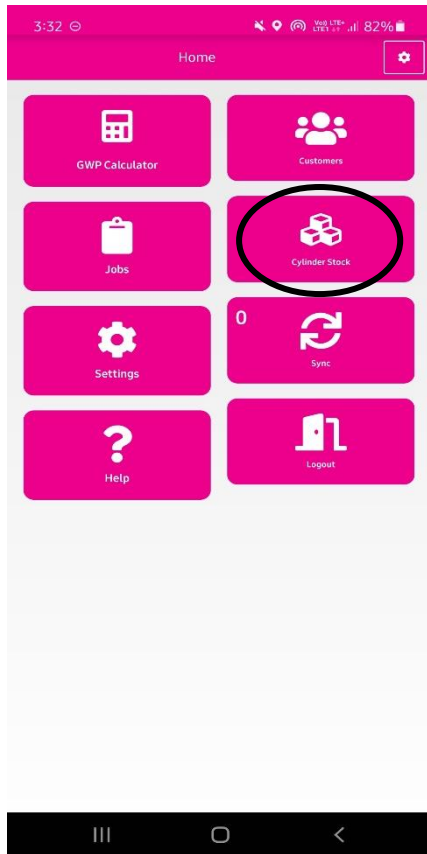 3:32 82%
Home
GWP Calculator
Customers
Jobs
Cylinder Stock
0
Settings
Sync
Help
Logout